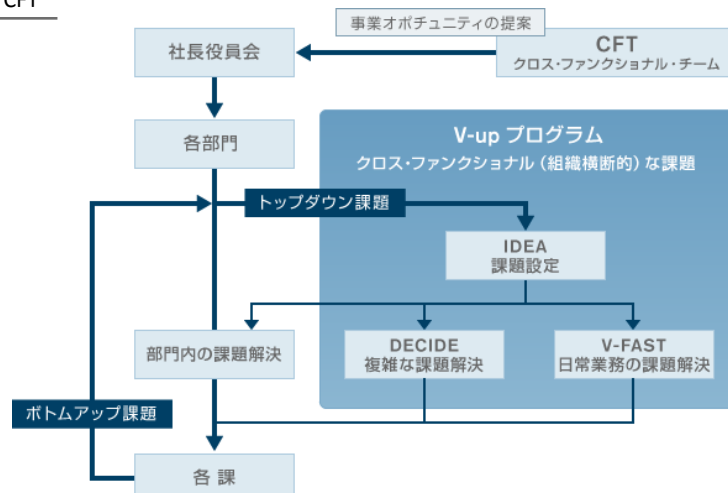 CFT
事業オポチュニティの提案
社長役員会
CFT
クロス・ファンクショナル・チーム
各部門
V-up プログラム
クロス・ファンクショナル（組織横断的）な課題
トップダウン課題
IDEA
課題設定
部門内の課題解決
DECIDE
複雑な課題解決
V-FAST
日常業務の課題解決
ボトムアップ課題
各 課